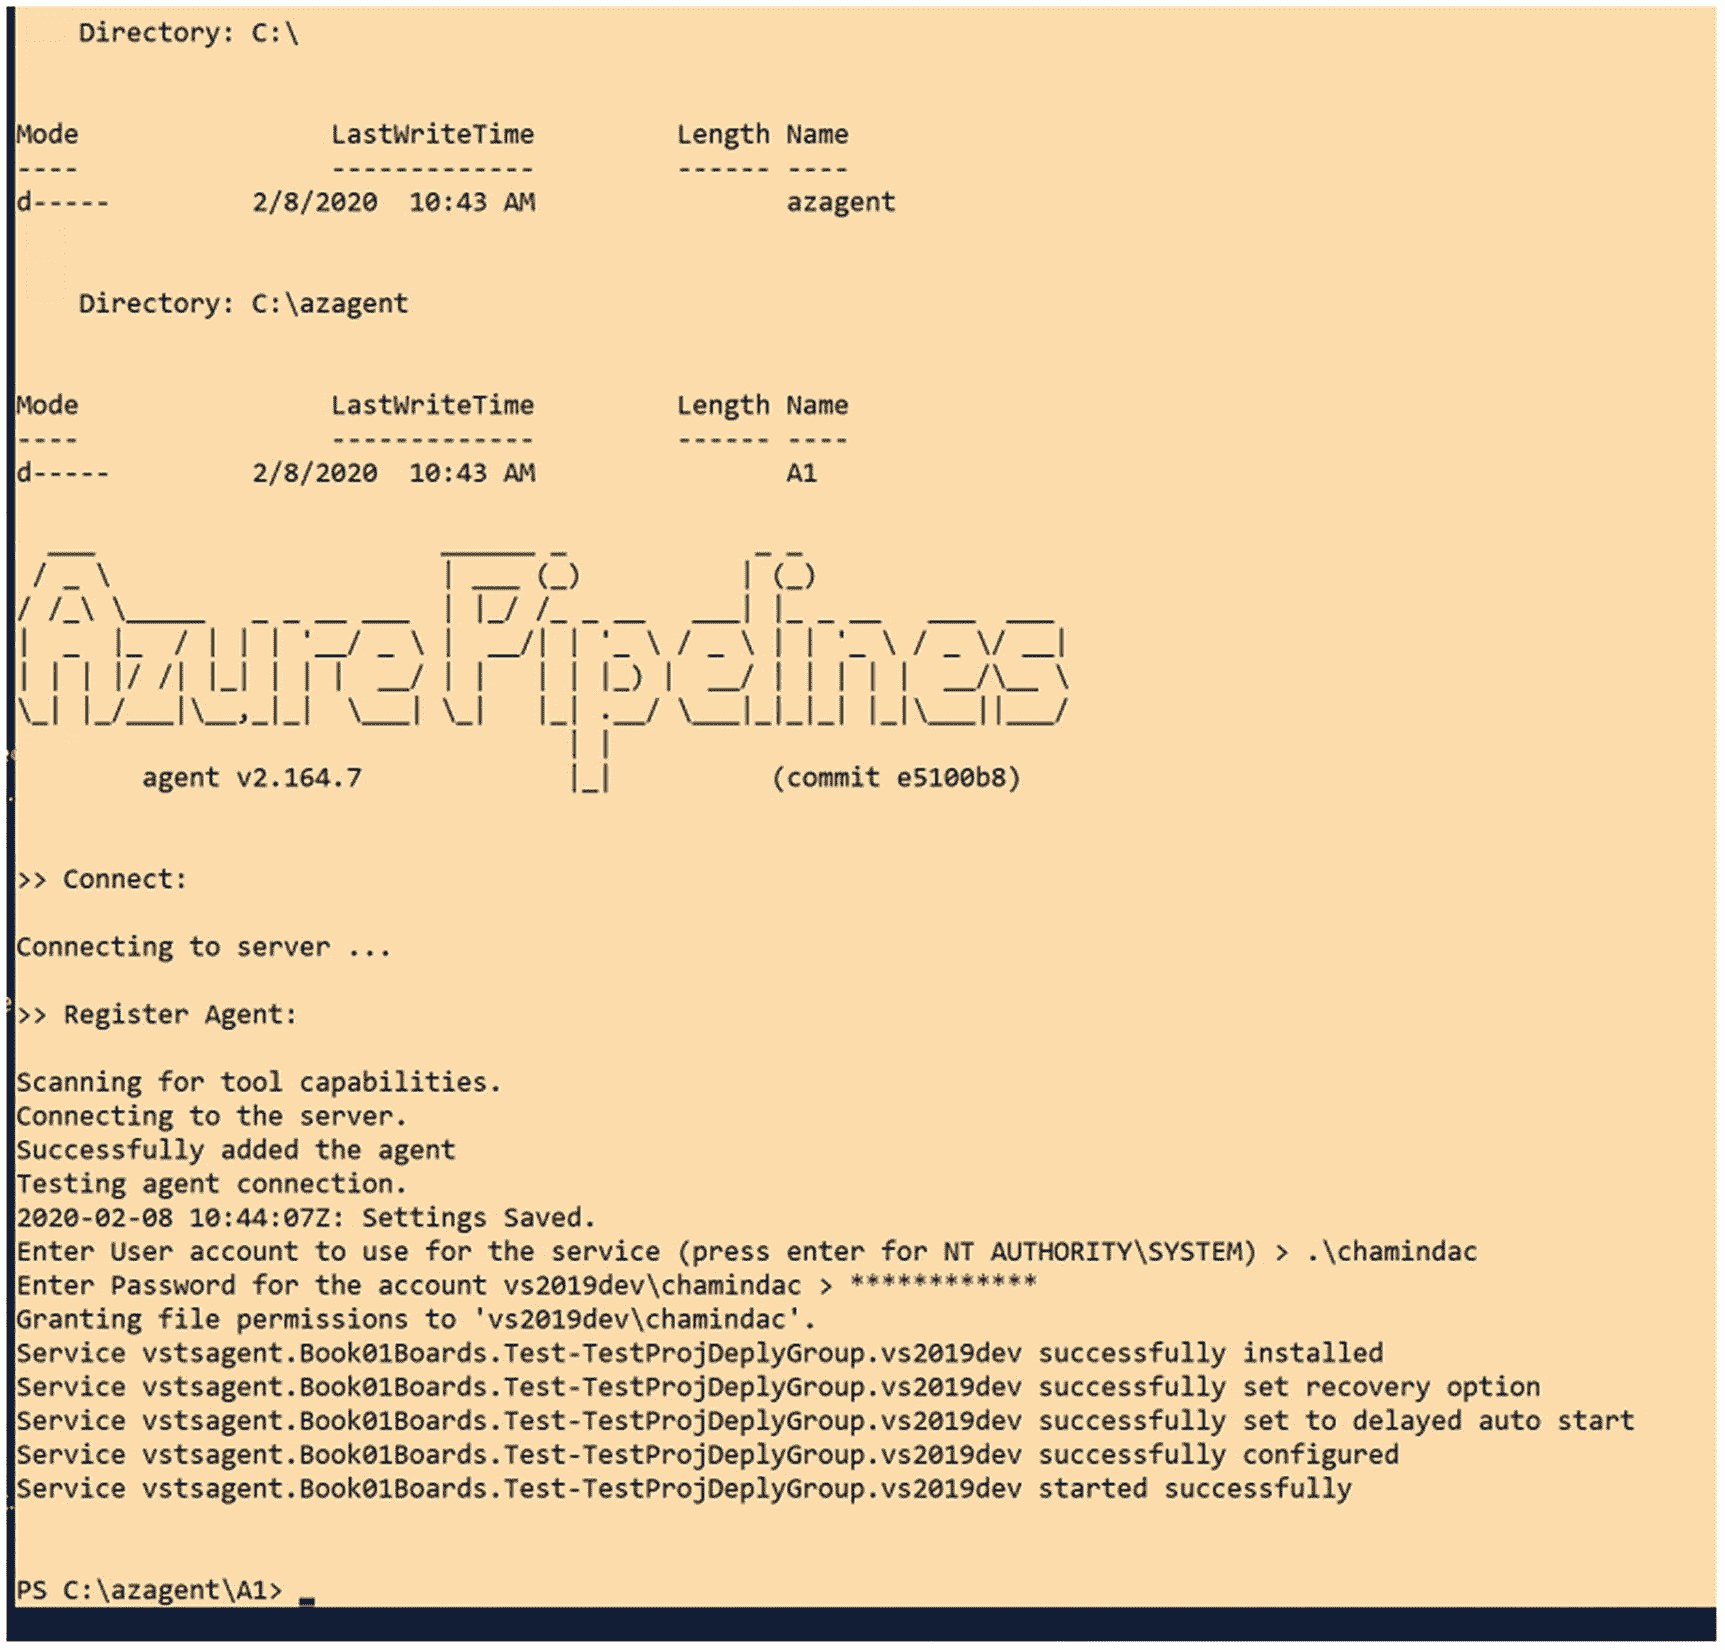 Directory: C:\
Mode LastWriteTime Length Name
---- ------------- ------ ----
d----- 2/8/2020 10:43 AM azagent
Directory: C:\azagent
Mode LastWriteTime Length Name
---- ------------- ------ ----
d----- 2/8/2020 10:43 AM A1
Azure Pipelines
agent v2.164.7 (commit e5100b8)
>> Connect:
Connecting to server ...
>> Register Agent:
Scanning for tool capabilities.
Connecting to the server.
Successfully added the agent
Testing agent connection.
2020-02-08 10:44:07Z: Settings Saved.
Enter User account to use for the service (press enter for NT AUTHORITY\SYSTEM) > .\chamindac
Enter Password for the account vs2019dev\chamindac > ************
Granting file permissions to 'vs2019dev\chamindac'.
Service vstsagent.Book01Boards.Test-TestProjDeplyGroup.vs2019dev successfully installed
Service vstsagent.Book01Boards.Test-TestProjDeplyGroup.vs2019dev successfully set recovery option
Service vstsagent.Book01Boards.Test-TestProjDeplyGroup.vs2019dev successfully set to delayed auto start
Service vstsagent.Book01Boards.Test-TestProjDeplyGroup.vs2019dev successfully configured
Service vstsagent.Book01Boards.Test-TestProjDeplyGroup.vs2019dev started successfully
PS C:\azagent\A1>